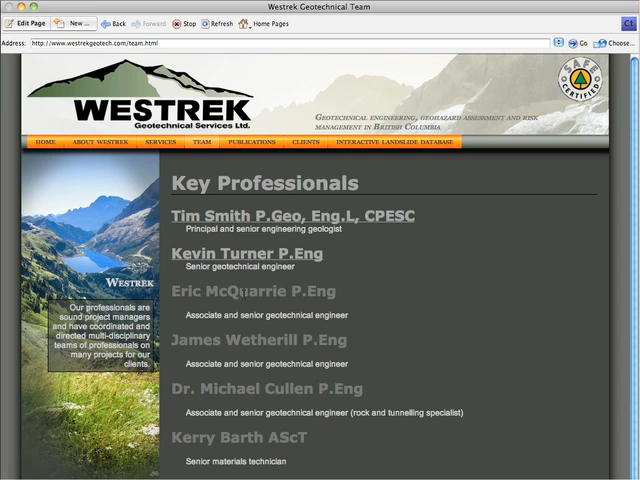 Westrek Geotechnical Team
Edit Page New ... Back Forward Stop Refresh Home Pages Ct
Address: http://www.westrekgeotech.com/team.html Go Choose...
WESTREK
Geotechnical Services Ltd.
Geotechnical engineering, geohazard assessment and risk
management in British Columbia
SAFE
CERTIFIED
HOME ABOUT WESTREK SERVICES TEAM PUBLICATIONS CLIENTS INTERACTIVE LANDSLIDE DATABASE
Westrek
Our professionals are
sound project managers
and have coordinated and
directed multi-disciplinary
teams of professionals on
many projects for our
clients.
Key Professionals
Tim Smith P.Geo, Eng.L, CPESC
Principal and senior engineering geologist
Kevin Turner P.Eng
Senior geotechnical engineer
Eric McQuarrie P.Eng
Associate and senior geotechnical engineer
James Wetherill P.Eng
Associate and senior geotechnical engineer
Dr. Michael Cullen P.Eng
Associate and senior geotechnical engineer (rock and tunnelling specialist)
Kerry Barth AScT
Senior materials technician